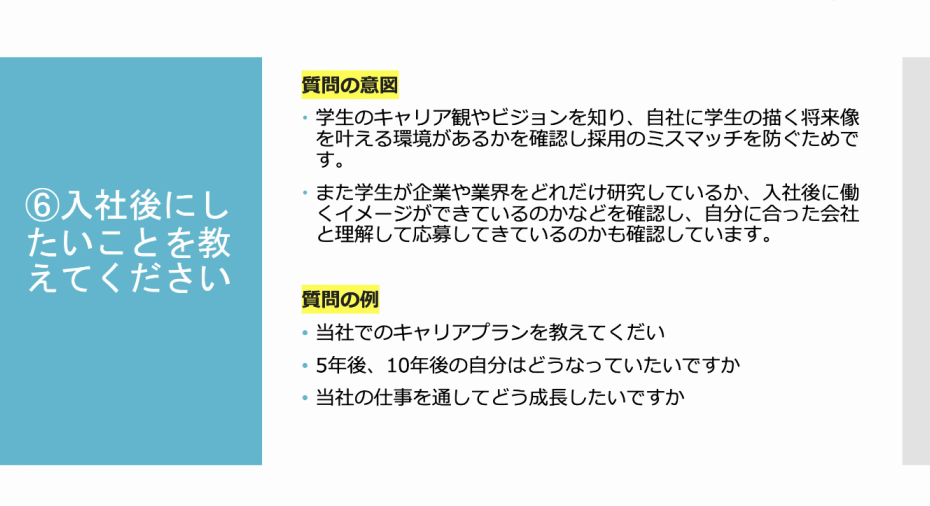 ⑥入社後にし
たいことを教
えてください
質問の意図
・学生のキャリア観やビジョンを知り、自社に学生の描く将来像
を叶える環境があるかを確認し採用のミスマッチを防ぐためで
す。
・また学生が企業や業界をどれだけ研究しているか、入社後に働
くイメージができているのかなどを確認し、自分に合った会社
と理解して応募してきているのかも確認しています。
質問の例
・当社でのキャリアプランを教えてくだい
・5年後、10年後の自分はどうなっていたいですか
・当社の仕事を通してどう成長したいですか